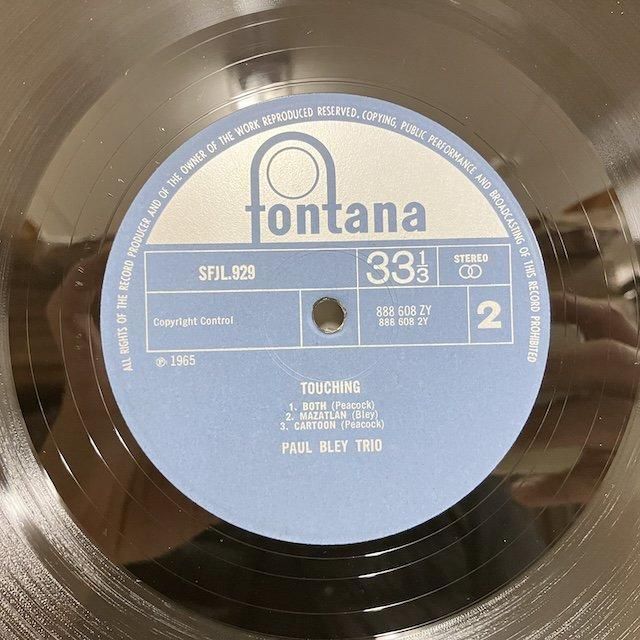 ALL RIGHTS OF THE RECORD PRODUCER AND OF THE OWNER OF THE WORK REPRODUCED RESERVED. COPYING, PUBLIC PERFORMANCE AND BROADCASTING OF THIS RECORD PROHIBITED
fontana
SFJL.929
33 1/3
STEREO
Copyright Control
888 608 ZY
888 608 2Y
2
℗ 1965
TOUCHING
1. BOTH (Peacock)
2. MAZATLAN (Bley)
3. CARTOON (Peacock)
PAUL BLEY TRIO